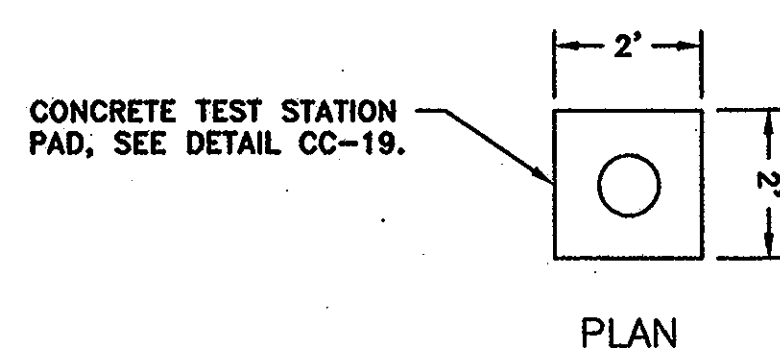 2'
CONCRETE TEST STATION
PAD, SEE DETAIL CC-19.
2'
PLAN